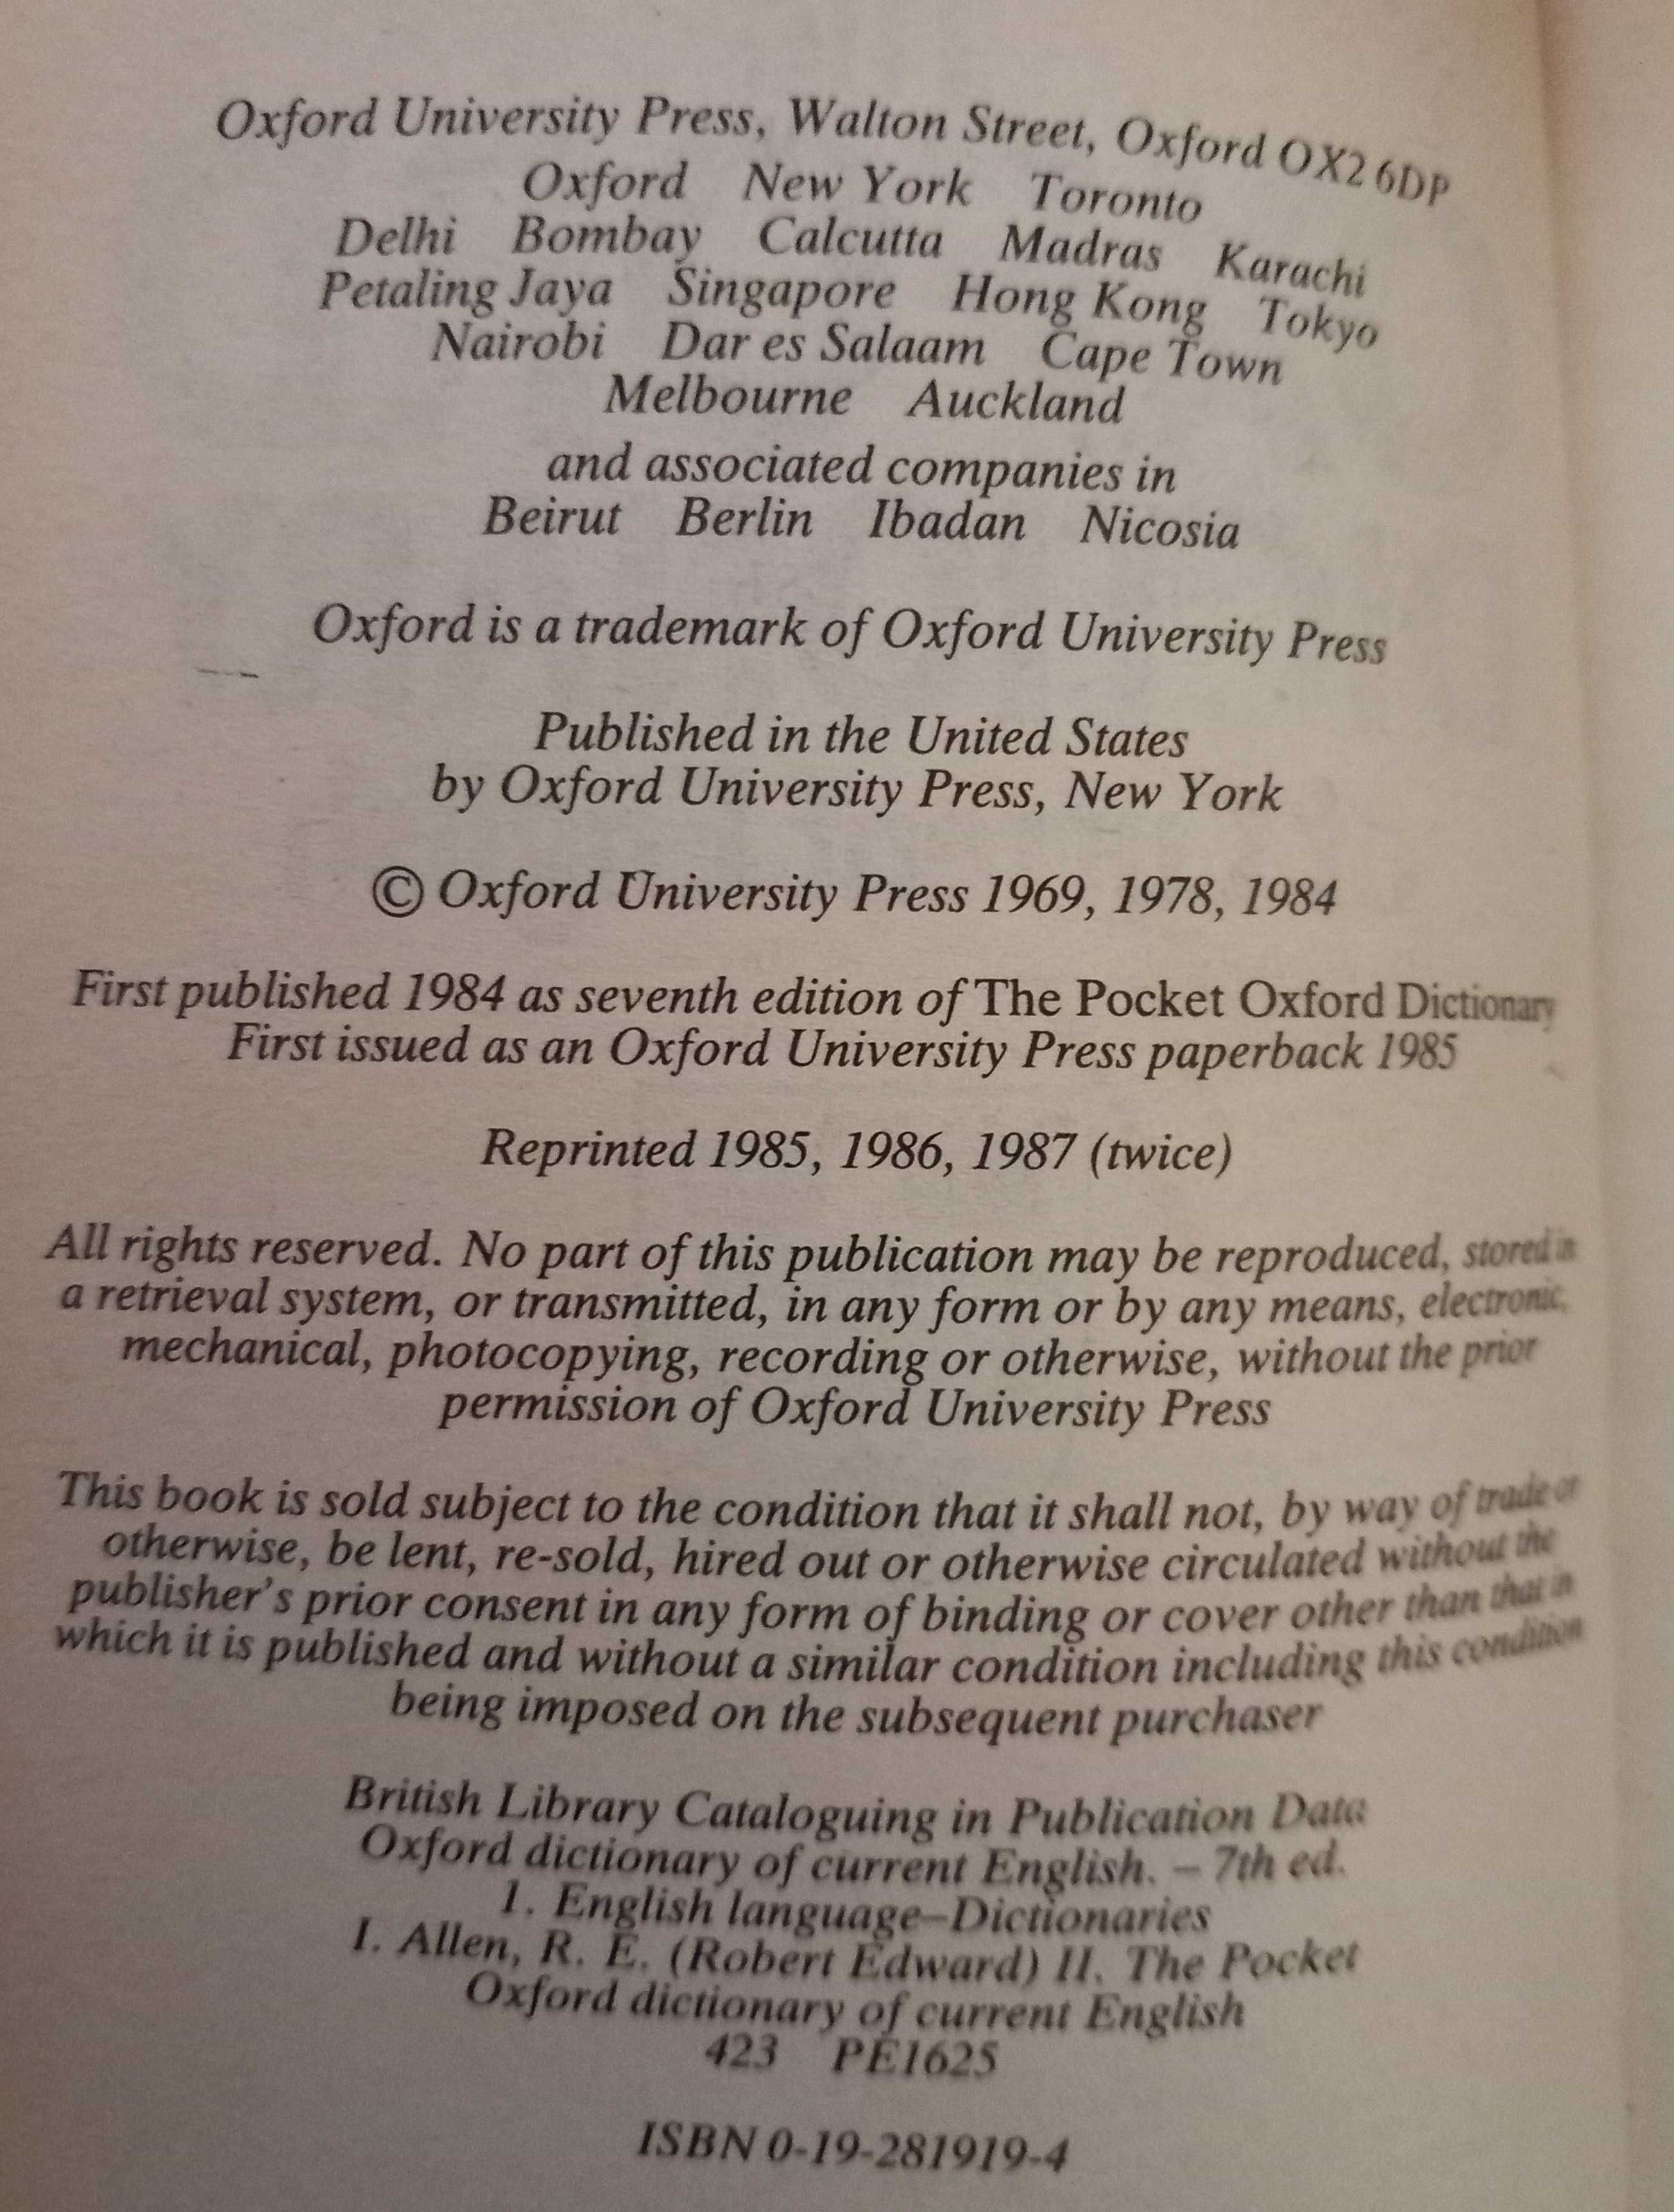 Oxford University Press, Walton Street, Oxford OX2 6DP
Oxford New York Toronto
Delhi Bombay Calcutta Madras Karachi
Petaling Jaya Singapore Hong Kong Tokyo
Nairobi Dar es Salaam Cape Town
Melbourne Auckland
and associated companies in
Beirut Berlin Ibadan Nicosia
Oxford is a trademark of Oxford University Press
Published in the United States
by Oxford University Press, New York
© Oxford University Press 1969, 1978, 1984
First published 1984 as seventh edition of The Pocket Oxford Dictionary
First issued as an Oxford University Press paperback 1985
Reprinted 1985, 1986, 1987 (twice)
All rights reserved. No part of this publication may be reproduced, stored in
a retrieval system, or transmitted, in any form or by any means, electronic,
mechanical, photocopying, recording or otherwise, without the prior
permission of Oxford University Press
This book is sold subject to the condition that it shall not, by way of trade or
otherwise, be lent, re-sold, hired out or otherwise circulated without the
publisher's prior consent in any form of binding or cover other than that in
which it is published and without a similar condition including this condition
being imposed on the subsequent purchaser
British Library Cataloguing in Publication Data
Oxford dictionary of current English. – 7th ed.
1. English language–Dictionaries
I. Allen, R. E. (Robert Edward) II. The Pocket
Oxford dictionary of current English
423 PE1625
ISBN 0-19-281919-4